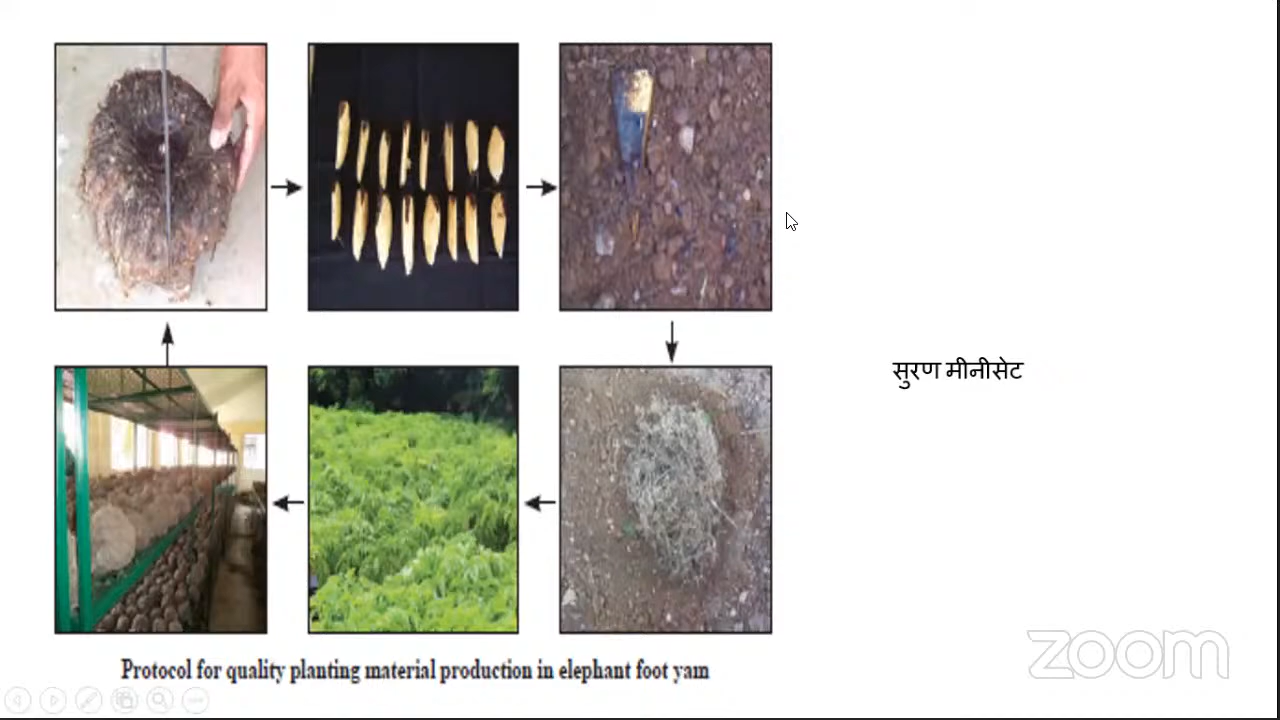 सुरण मीनीसेट
Protocol for quality planting material production in elephant foot yam
zoom